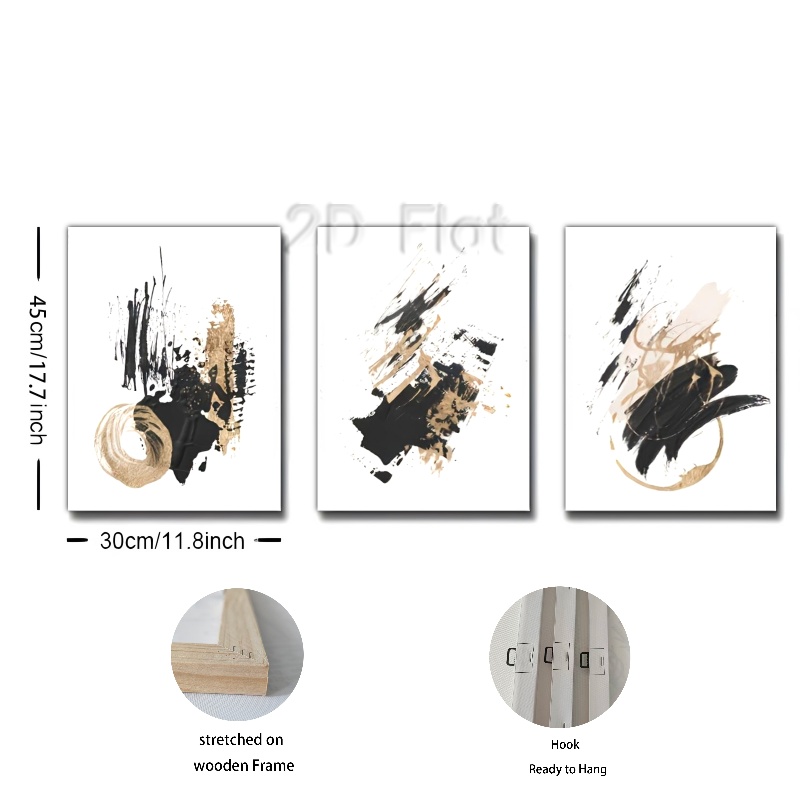 2D Flat
45cm/17.7inch
30cm/11.8inch
stretched on
wooden Frame
Hook
Ready to Hang